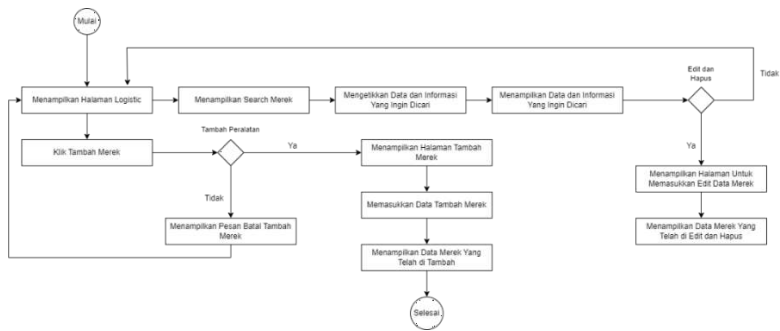 Mulai
Edit dan
Hapus
Tidak
Menampilkan Halaman Logistic
Menampilkan Search Merek
Mengetikkan Data dan Informasi
Yang Ingin Dicari
Menampilkan Data dan Informasi
Yang Ingin Dicari
Tambah Peralatan
Klik Tambah Merek
Ya
Menampilkan Halaman Tambah
Merek
Ya
Menampilkan Halaman Untuk
Memasukkan Edit Data Merek
Tidak
Memasukkan Data Tambah Merek
Menampilkan Pesan Batal Tambah
Merek
Menampilkan Data Merek Yang
Telah di Edit dan Hapus
Menampilkan Data Merek Yang
Telah di Tambah
Selesai